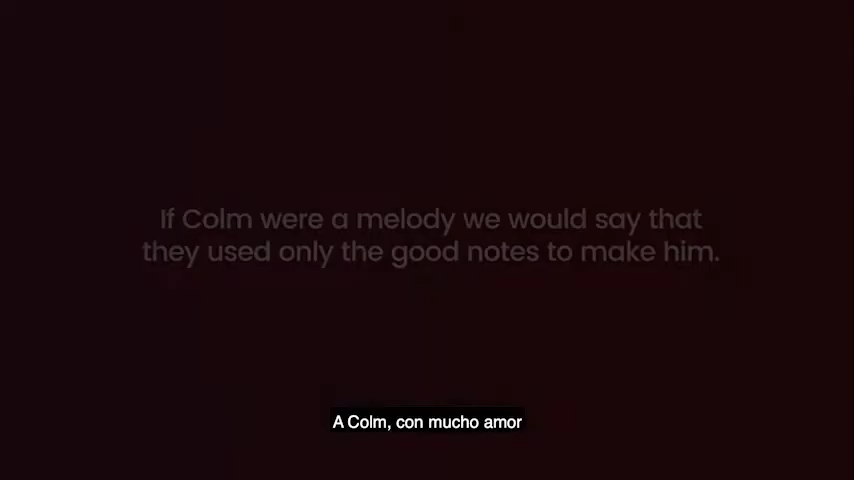 If Colm were a melody we would say that
they used only the good notes to make him.
A Colm, con mucho amor